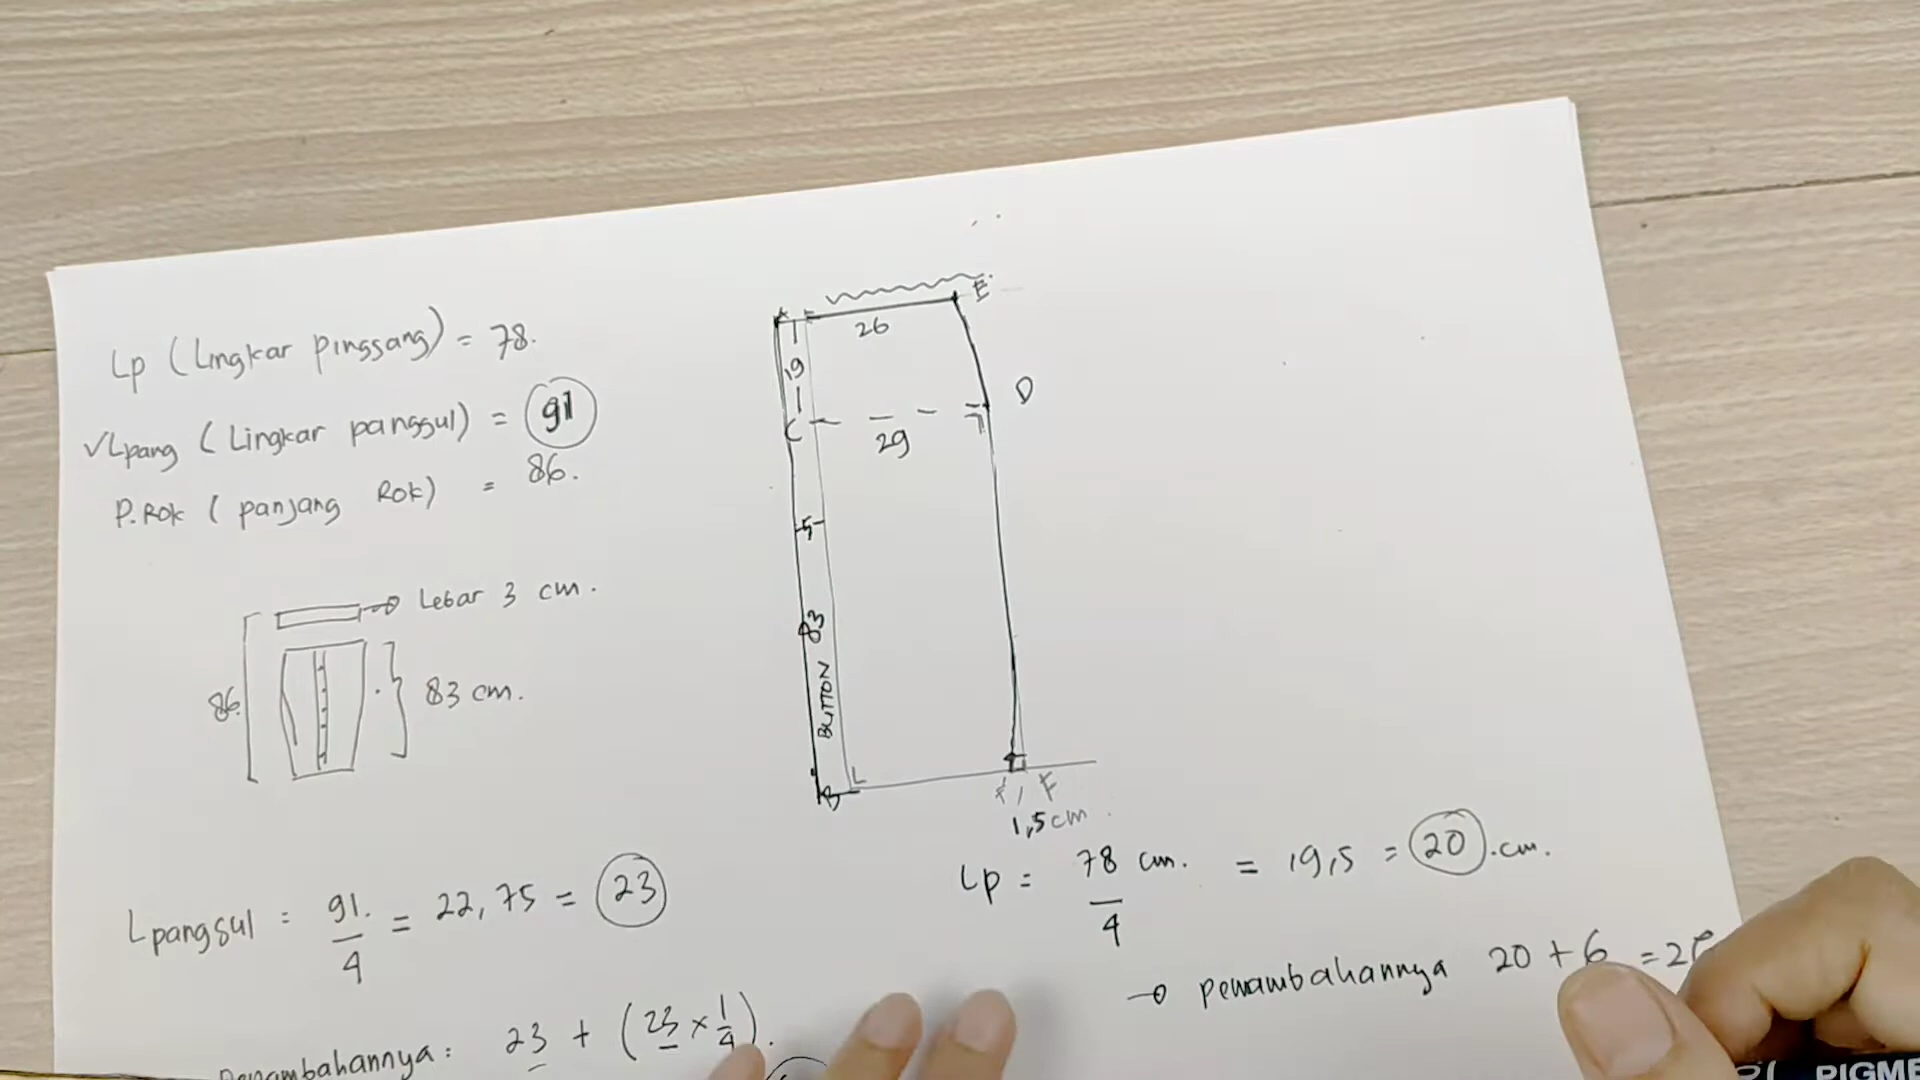 Lp (Lingkar pinggang) = 78.
√Lpang (Lingkar panggul) = 91
P.Rok (panjang Rok) = 86.
Lebar 3 cm.
86
83 cm.
A
E
26
19
C
D
29
5
83
BUTTON
B
F
1,5 cm
Lpanggul = 91. / 4 = 22,75 = 23
Penambahannya : 23 + (23 x 1/4).
Lp = 78 cm. / 4 = 19,5 = 20 .cm.
→ penambahannya 20 + 6 =
PIGM